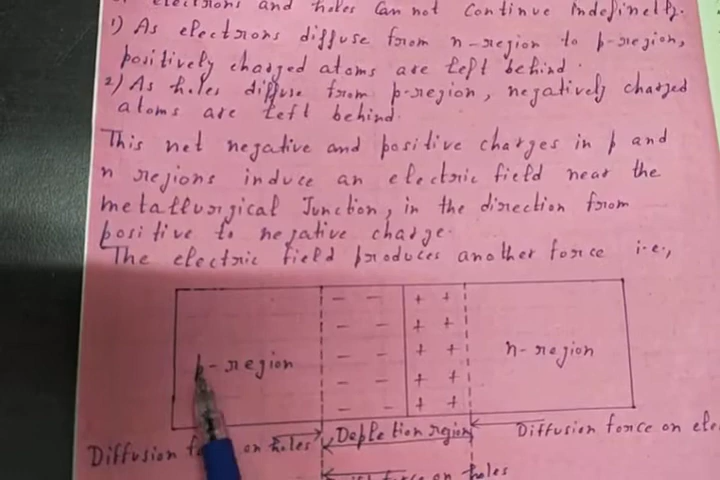 electrons and holes can not continue indefinetly.
1) As electrons diffuse from n-region to p-region,
positively charged atoms are left behind.
2) As holes diffuse from p-region, negatively charged
atoms are left behind.
This net negative and positive charges in p and
n regions induce an electric field near the
metallurgical Junction, in the direction from
positive to negative charge.
The electric field produces another force i.e.,
- - + +
- - + +
p-region - - + + n-region
- - + +
- - + +
Diffusion on holes Depletion region Diffusion force on
force on holes